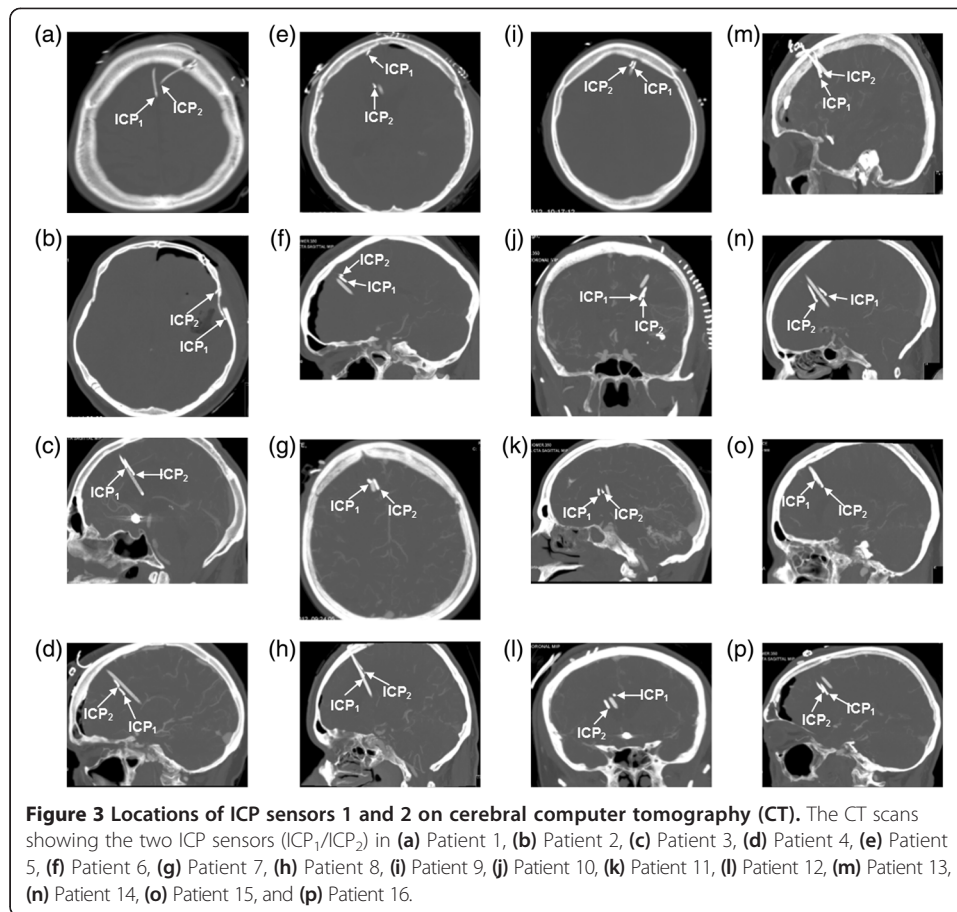 (a)
ICP1
ICP2
(e)
ICP1
ICP2
(i)
ICP2
ICP1
2012, 10:17:12
(m)
ICP2
ICP1
(b)
ICP2
ICP1
(f)
ICP2
ICP1
(j)
ICP1
ICP2
(n)
ICP1
ICP2
(c)
ICP1
ICP2
(g)
ICP1
ICP2
(k)
ICP1
ICP2
(o)
ICP1
ICP2
(d)
ICP2
ICP1
(h)
ICP2
ICP1
(l)
ICP1
ICP2
(p)
ICP1
ICP2
Figure 3 Locations of ICP sensors 1 and 2 on cerebral computer tomography (CT). The CT scans
showing the two ICP sensors (ICP1/ICP2) in (a) Patient 1, (b) Patient 2, (c) Patient 3, (d) Patient 4, (e) Patient
5, (f) Patient 6, (g) Patient 7, (h) Patient 8, (i) Patient 9, (j) Patient 10, (k) Patient 11, (l) Patient 12, (m) Patient 13,
(n) Patient 14, (o) Patient 15, and (p) Patient 16.